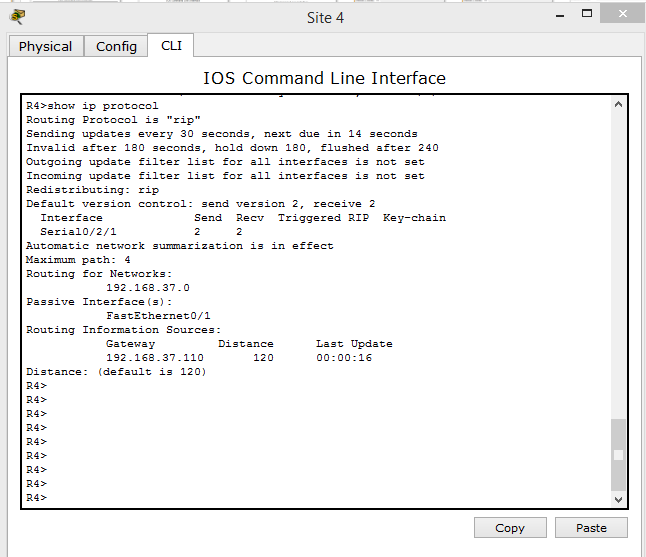 Site 4
Physical Config CLI
IOS Command Line Interface
R4>show ip protocol
Routing Protocol is "rip"
Sending updates every 30 seconds, next due in 14 seconds
Invalid after 180 seconds, hold down 180, flushed after 240
Outgoing update filter list for all interfaces is not set
Incoming update filter list for all interfaces is not set
Redistributing: rip
Default version control: send version 2, receive 2
Interface Send Recv Triggered RIP Key-chain
Serial0/2/1 2 2
Automatic network summarization is in effect
Maximum path: 4
Routing for Networks:
192.168.37.0
Passive Interface(s):
FastEthernet0/1
Routing Information Sources:
Gateway Distance Last Update
192.168.37.110 120 00:00:16
Distance: (default is 120)
R4>
R4>
R4>
R4>
R4>
R4>
R4>
R4>
R4>
Copy Paste